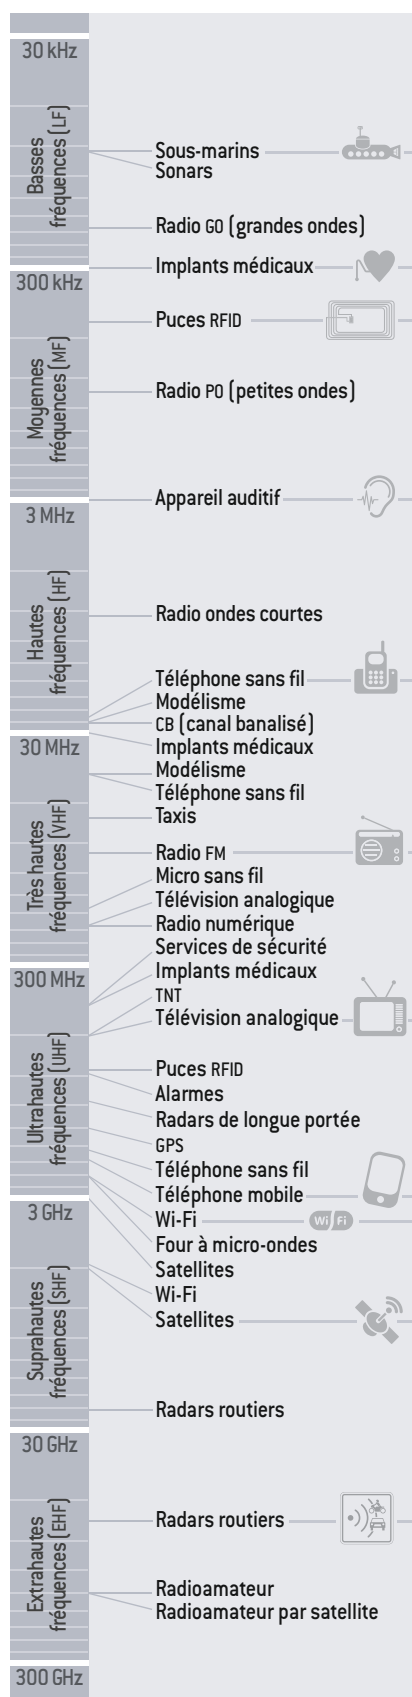 30 kHz
Basses
fréquences (LF)
Sous-marins
Sonars
Radio GO (grandes ondes)
Implants médicaux
300 kHz
Puces RFID
Moyennes
fréquences (MF)
Radio PO (petites ondes)
Appareil auditif
3 MHz
Hautes
fréquences (HF)
Radio ondes courtes
Téléphone sans fil
Modélisme
CB (canal banalisé)
30 MHz
Implants médicaux
Modélisme
Téléphone sans fil
Taxis
Très hautes
fréquences (VHF)
Radio FM
Micro sans fil
Télévision analogique
Radio numérique
Services de sécurité
300 MHz
Implants médicaux
TNT
Télévision analogique
Ultrahautes
fréquences (UHF)
Puces RFID
Alarmes
Radars de longue portée
GPS
Téléphone sans fil
Téléphone mobile
3 GHz
Wi-Fi
Wi Fi
Four à micro-ondes
Satellites
Suprahautes
fréquences (SHF)
Wi-Fi
Satellites
Radars routiers
30 GHz
Extrahautes
fréquences (EHF)
Radars routiers
Radioamateur
Radioamateur par satellite
300 GHz